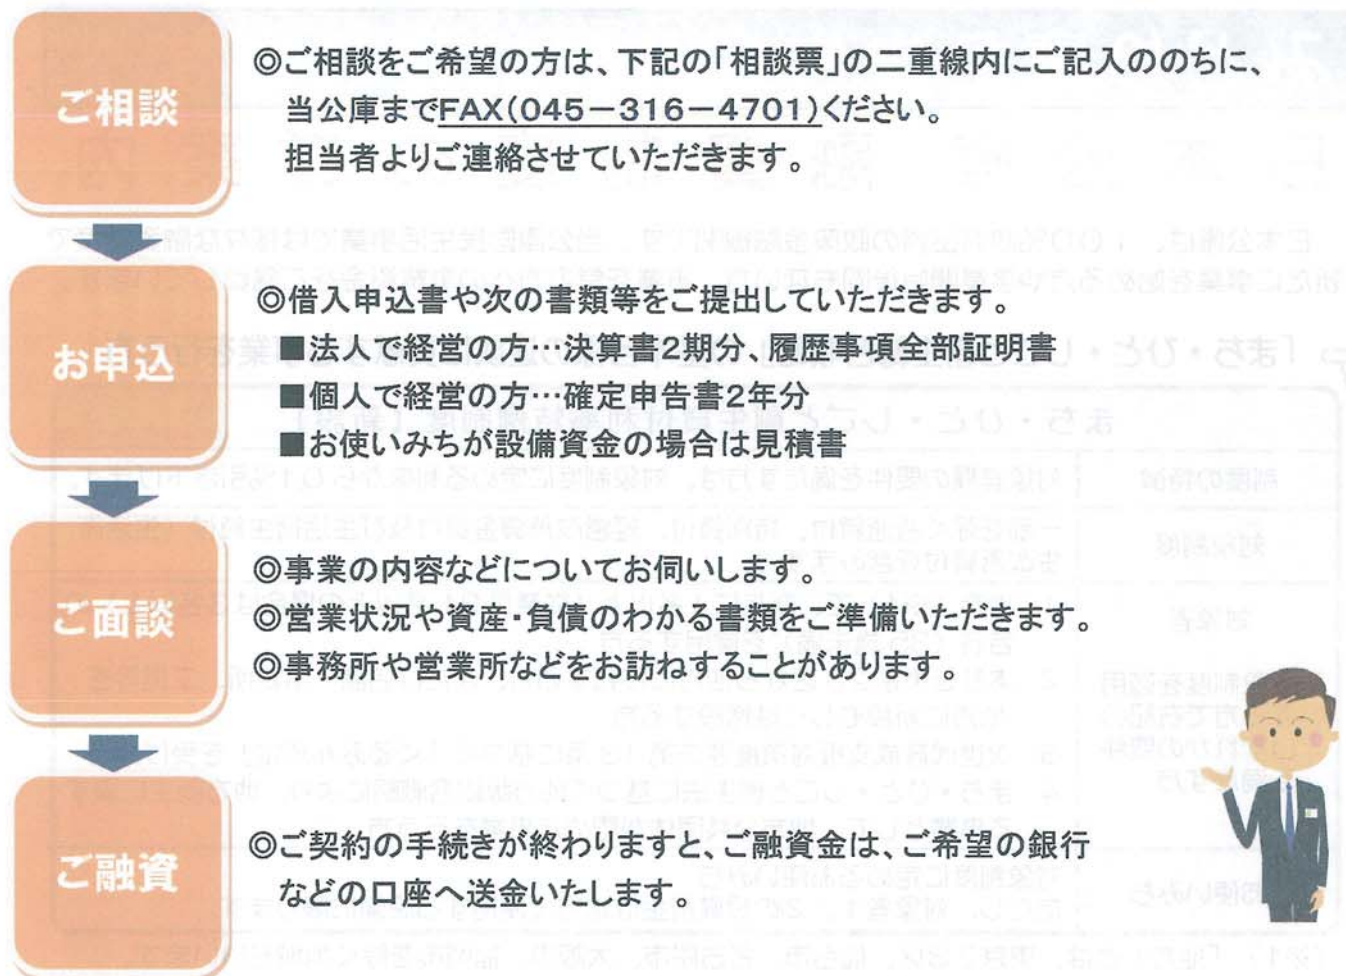 ご相談
◎ご相談をご希望の方は、下記の「相談票」の二重線内にご記入ののちに、
当公庫までFAX(045-316-4701)ください。
担当者よりご連絡させていただきます。
お申込
◎借入申込書や次の書類等をご提出していただきます。
■法人で経営の方…決算書2期分、履歴事項全部証明書
■個人で経営の方…確定申告書2年分
■お使いみちが設備資金の場合は見積書
ご面談
◎事業の内容などについてお伺いします。
◎営業状況や資産・負債のわかる書類をご準備いただきます。
◎事務所や営業所などをお訪ねすることがあります。
ご融資
◎ご契約の手続きが終わりますと、ご融資金は、ご希望の銀行
などの口座へ送金いたします。